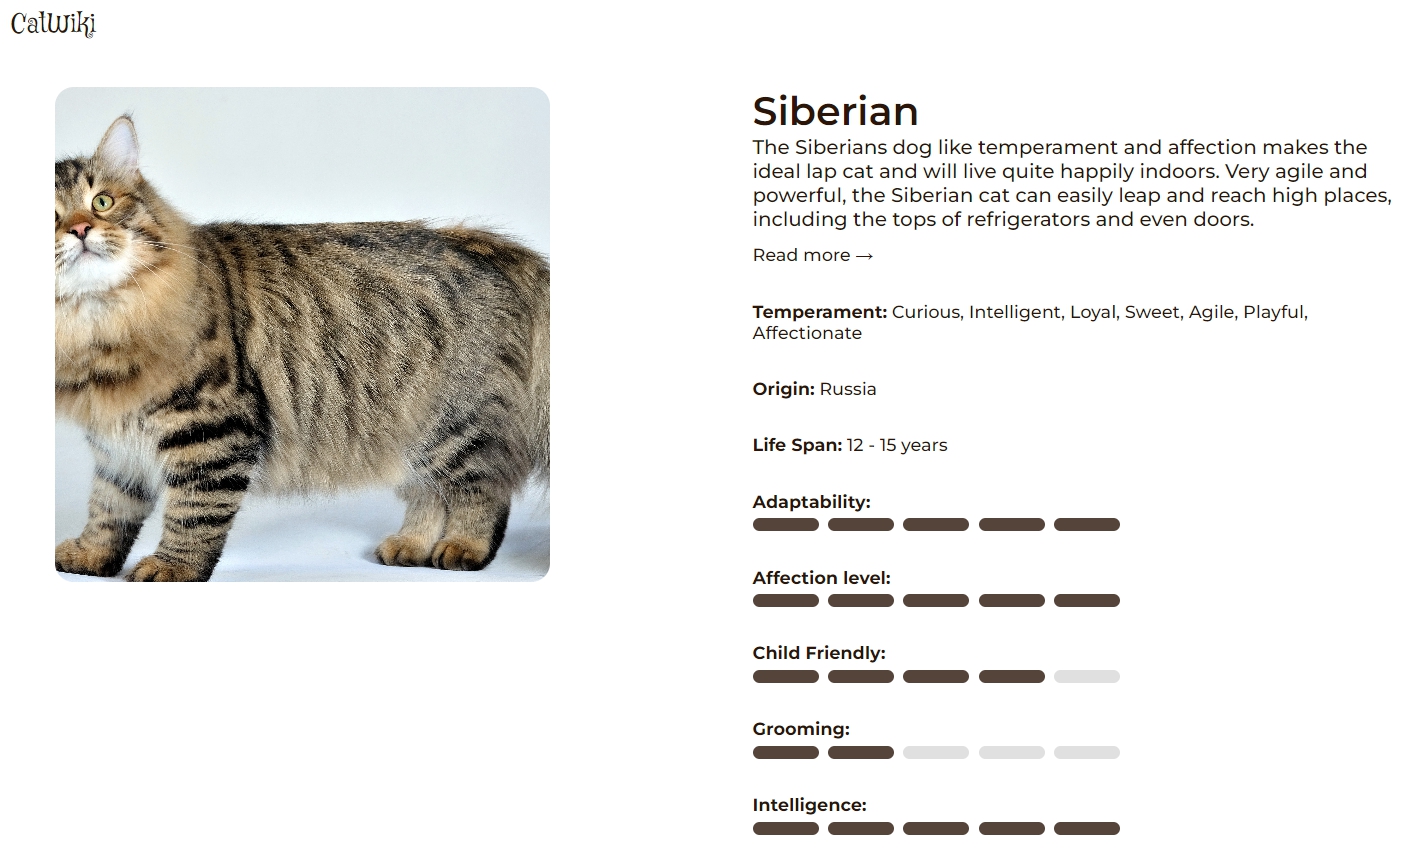 CatWiki
Siberian
The Siberians dog like temperament and affection makes the
ideal lap cat and will live quite happily indoors. Very agile and
powerful, the Siberian cat can easily leap and reach high places,
including the tops of refrigerators and even doors.
Read more →
Temperament: Curious, Intelligent, Loyal, Sweet, Agile, Playful,
Affectionate
Origin: Russia
Life Span: 12 - 15 years
Adaptability:
Affection level:
Child Friendly:
Grooming:
Intelligence: